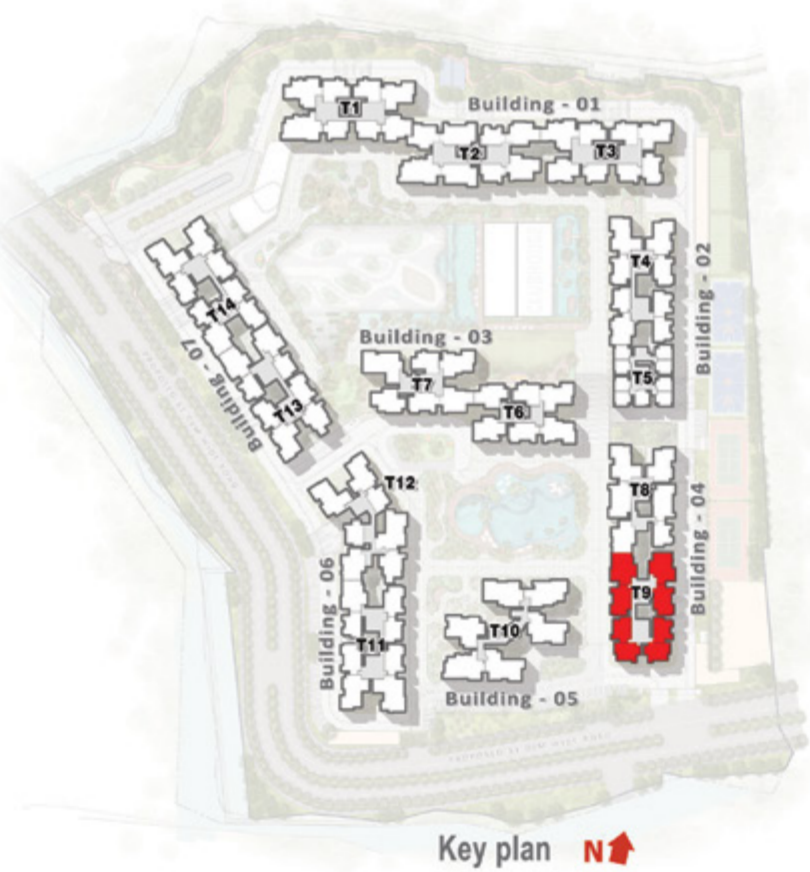 T1
Building - 01
T2
T3
T4
Building - 02
T5
T14
Building - 07
T13
Building - 03
T7
T6
T12
T8
Building - 04
T9
Building - 06
T11
T10
Building - 05
Key plan N